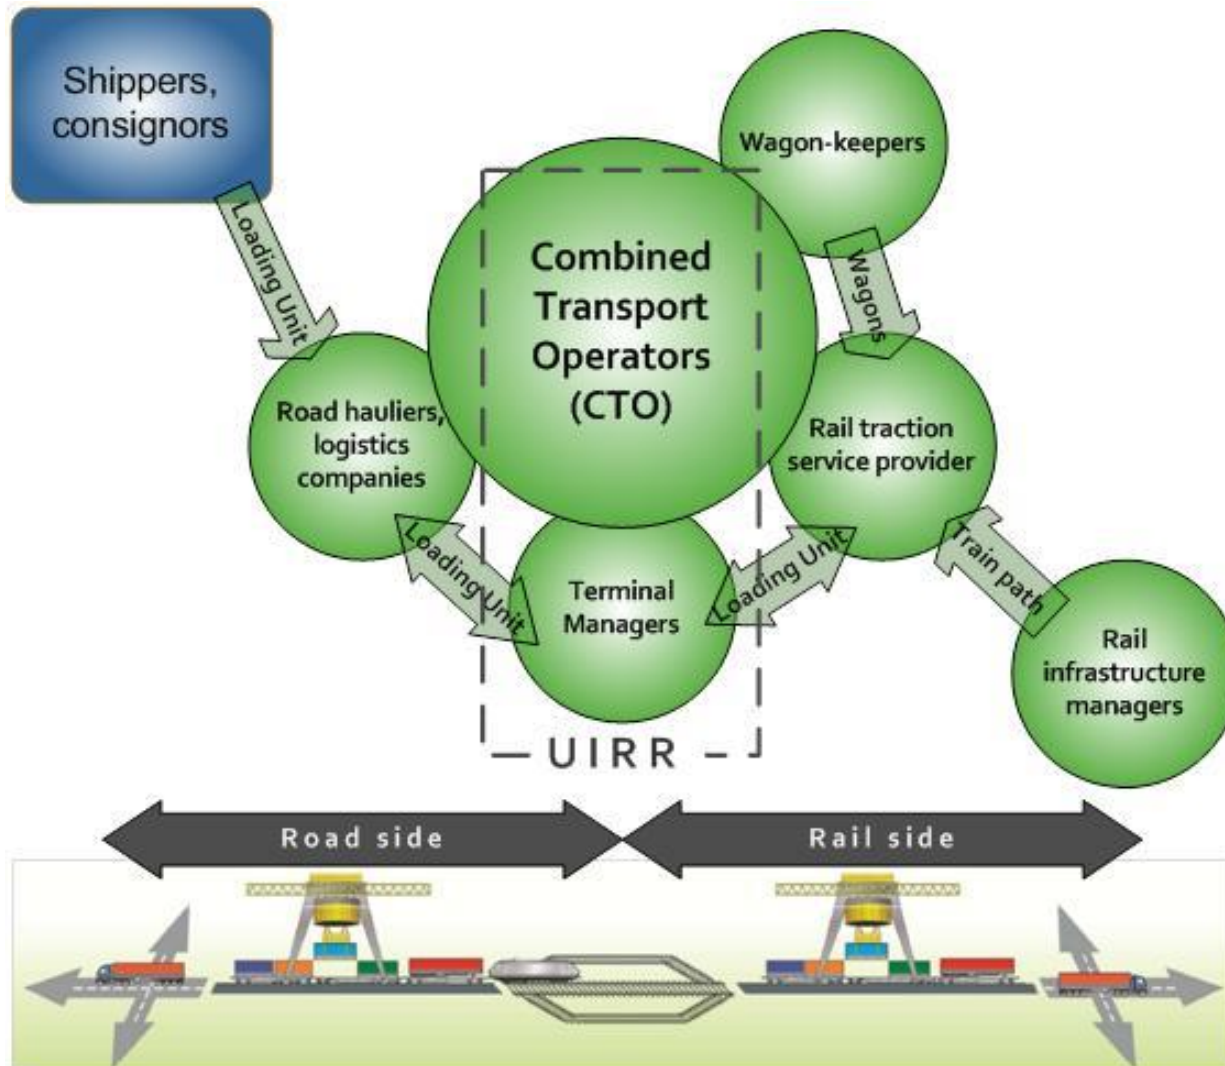 Shippers,
consignors
Wagon-keepers
Loading Unit
Combined
Transport
Operators
(CTO)
Wagons
Road hauliers,
logistics
companies
Rail traction
service provider
Loading Unit
Terminal
Managers
Loading Unit
Train path
Rail
infrastructure
managers
UIRR
Road side
Rail side